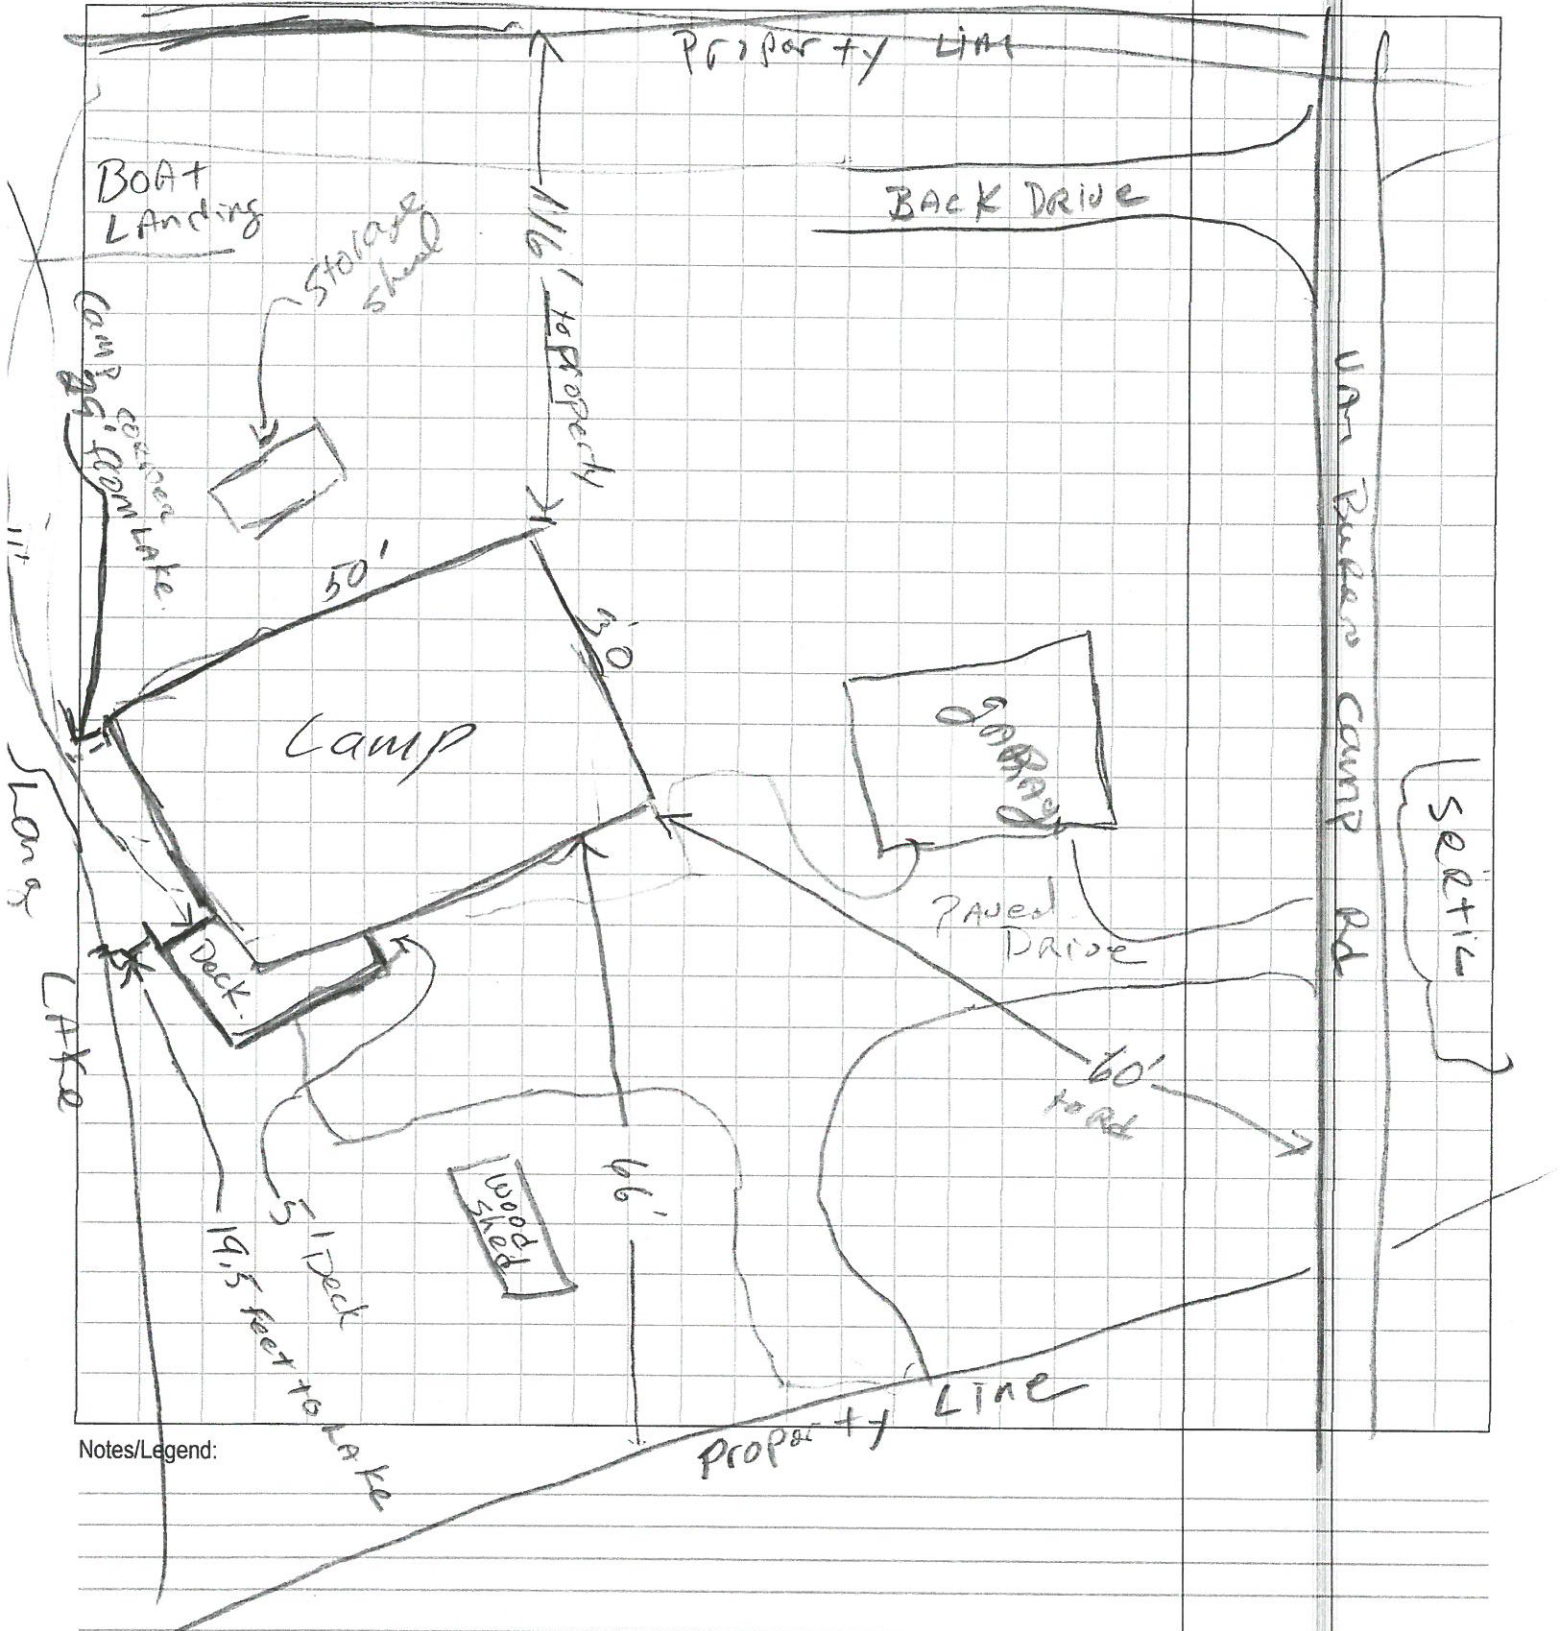 Property Line
BOAt
LAnding
BACK DRIVE
Storage
Shed
116' to property
Camp corner
29' from LAke.
50'
30'
Camp
gARAg
VAn Buren Camp Rd
Septic
Long LAke
11'
Deck
PAved
DRIVe
60'
to Rd
66'
Wood
Shed
5' Deck
19.5 feet to LAke
Property Line
Notes/Legend: